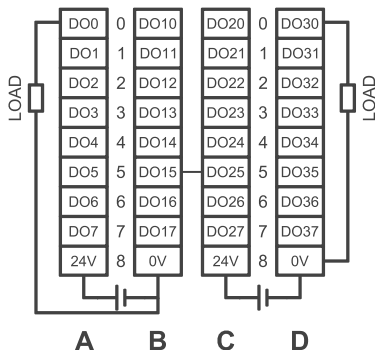 DO0 0 DO10 DO20 0 DO30
DO1 1 DO11 DO21 1 DO31
DO2 2 DO12 DO22 2 DO32
LOAD LOAD
DO3 3 DO13 DO23 3 DO33
DO4 4 DO14 DO24 4 DO34
DO5 5 DO15 DO25 5 DO35
DO6 6 DO16 DO26 6 DO36
DO7 7 DO17 DO27 7 DO37
24V 8 0V 24V 8 0V
A B C D